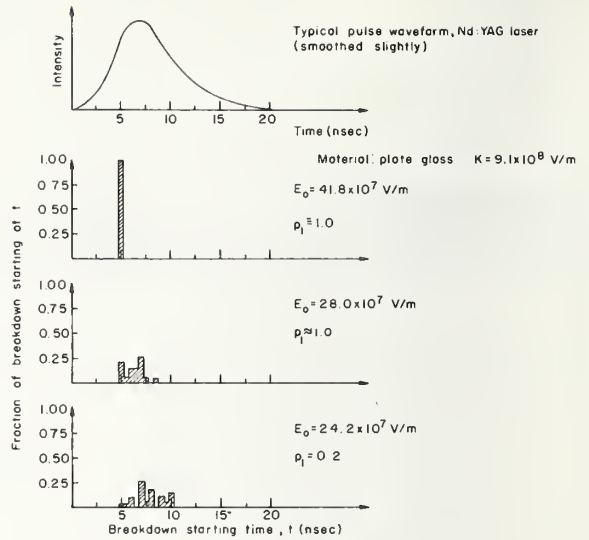 Intensity
Typical pulse waveform, Nd:YAG laser
(smoothed slightly)
5 10 15 20
Time (nsec)
Material: plate glass K=9.1x10⁸ V/m
Fraction of breakdown starting at t
1.00
0.75
0.50
0.25
E₀=41.8x10⁷ V/m
p₁≡1.0
1.00
0.75
0.50
0.25
E₀=28.0x10⁷ V/m
p₁≈1.0
1.00
0.75
0.50
0.25
E₀=24.2x10⁷ V/m
p₁=0.2
5 10 15 20
Breakdown starting time, t (nsec)